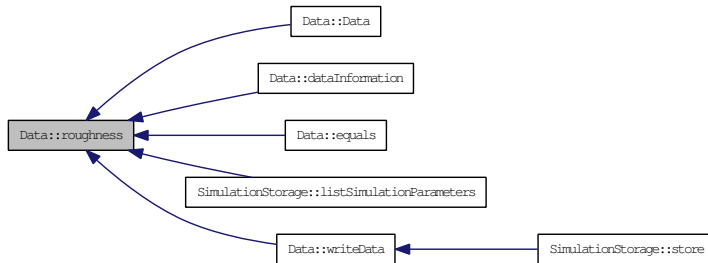 Data::Data
Data::dataInformation
Data::roughness
Data::equals
SimulationStorage::listSimulationParameters
Data::writeData
SimulationStorage::store